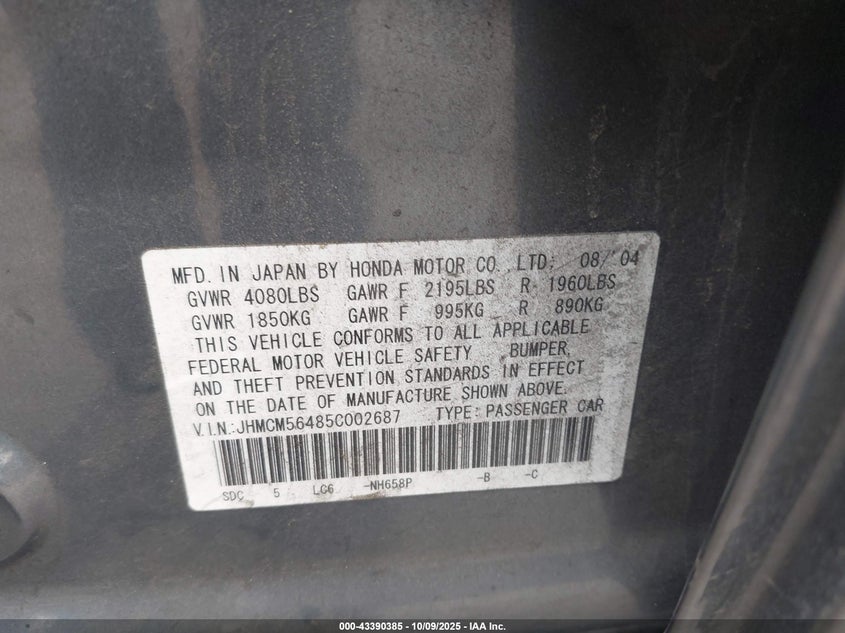 MFD. IN JAPAN BY HONDA MOTOR CO., LTD; 08/ 04
GVWR 4080LBS GAWR F 2195LBS R 1960LBS
GVWR 1850KG GAWR F 995KG R 890KG
THIS VEHICLE CONFORMS TO ALL APPLICABLE
FEDERAL MOTOR VEHICLE SAFETY BUMPER,
AND THEFT PREVENTION STANDARDS IN EFFECT
ON THE DATE OF MANUFACTURE SHOWN ABOVE.
V.I.N.:JHMCM56485C002687 TYPE:PASSENGER CAR
SDC 5 LC6 -NH658P -B -C
000-43390385 - 10/09/2025 - IAA Inc.